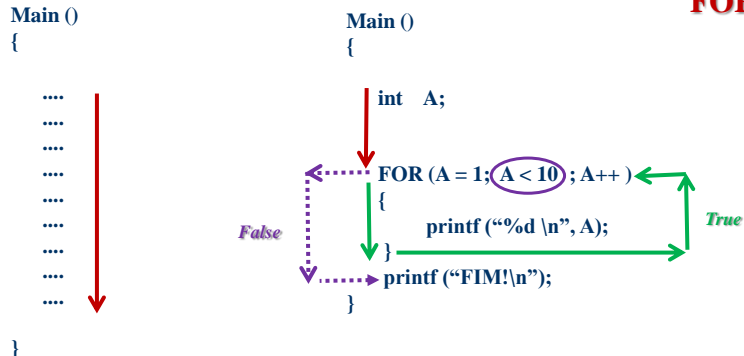 FOR
Main ()
{
....
....
....
....
....
....
....
....
....
}
Main ()
{
int A;
FOR (A = 1; A < 10 ; A++ )
{
printf (“%d \n”, A);
}
printf (“FIM!\n”);
}
False
True